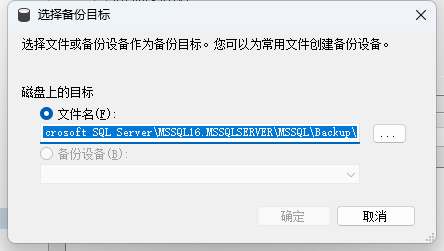 选择备份目标
选择文件或备份设备作为备份目标。您可以为常用文件创建备份设备。
磁盘上的目标
文件名(F):
crosoft SQL Server\MSSQL16.MSSQLSERVER\MSSQL\Backup\
...
备份设备(B):
确定
取消